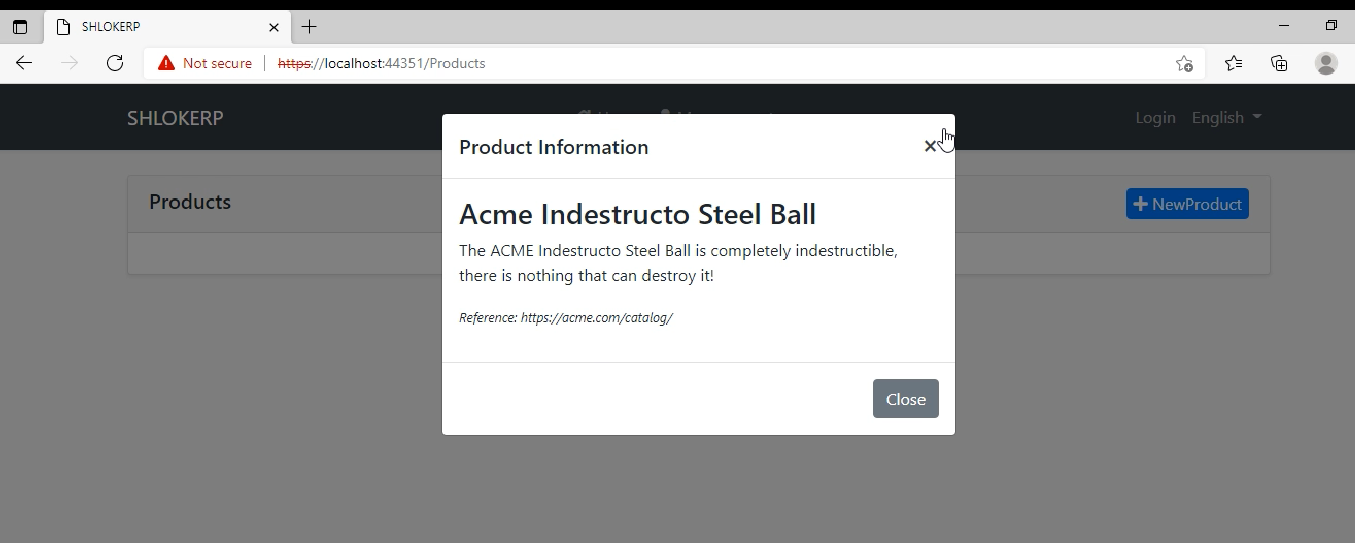 SHLOKERP
Not secure
https://localhost:44351/Products
SHLOKERP
Login English
Products
NewProduct
Product Information
Acme Indestructo Steel Ball
The ACME Indestructo Steel Ball is completely indestructible,
there is nothing that can destroy it!
Reference: https://acme.com/catalog/
Close